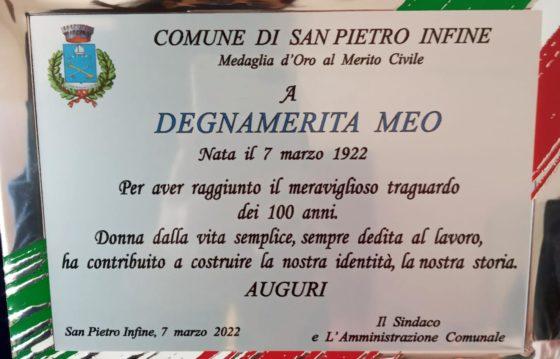 COMUNE DI SAN PIETRO INFINE
Medaglia d'Oro al Merito Civile
A
DEGNAMERITA MEO
Nata il 7 marzo 1922
Per aver raggiunto il meraviglioso traguardo
dei 100 anni.
Donna dalla vita semplice, sempre dedita al lavoro,
ha contribuito a costruire la nostra identità, la nostra storia.
AUGURI
San Pietro Infine, 7 marzo 2022
Il Sindaco
e L'Amministrazione Comunale